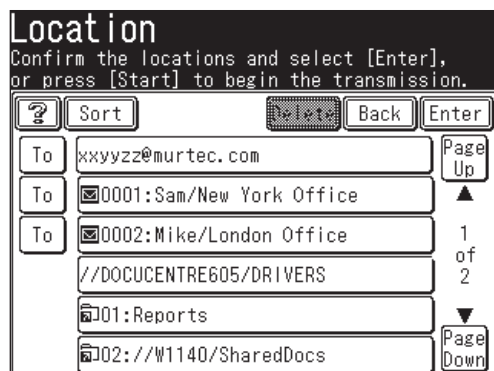 Location
Confirm the locations and select [Enter],
or press [Start] to begin the transmission.
? Sort Delete Back Enter
To xxyyzz@murtec.com Page Up
To 0001:Sam/New York Office
To 0002:Mike/London Office 1 of 2
//DOCUCENTRE605/DRIVERS
01:Reports
02://W1140/SharedDocs Page Down